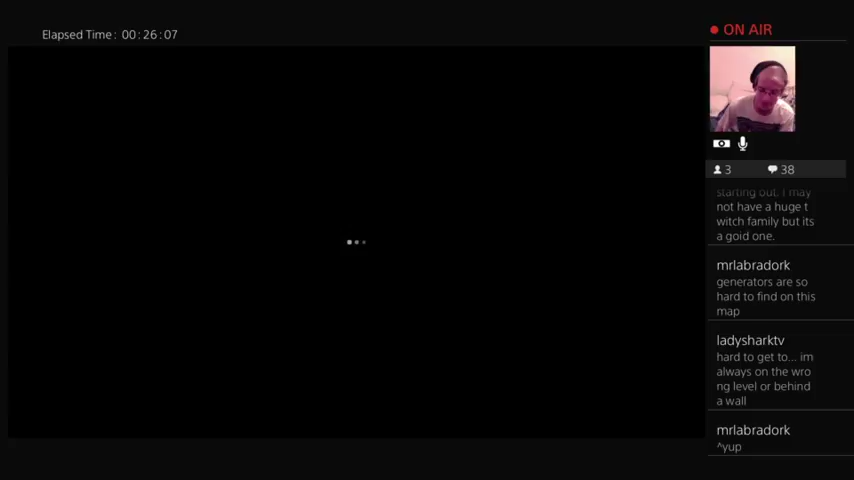 Elapsed Time: 00:26:07
ON AIR
3
38
starting out. I may
not have a huge t
witch family but its
a goid one.
mrlabradork
generators are so
hard to find on this
map
ladysharktv
hard to get to... im
always on the wro
ng level or behind
a wall
mrlabradork
^yup